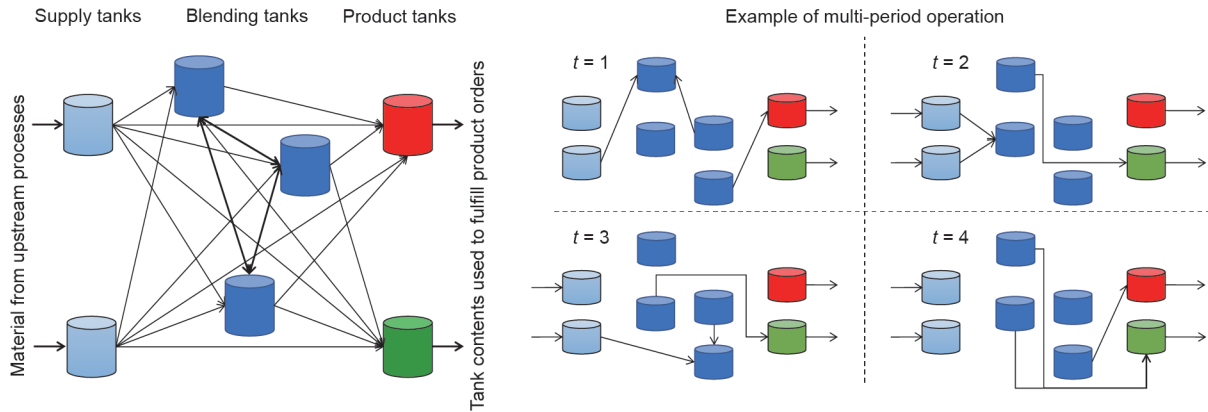 Supply tanks
Blending tanks
Product tanks
Material from upstream processes
Tank contents used to fulfill product orders
Example of multi-period operation
t = 1
t = 2
t = 3
t = 4